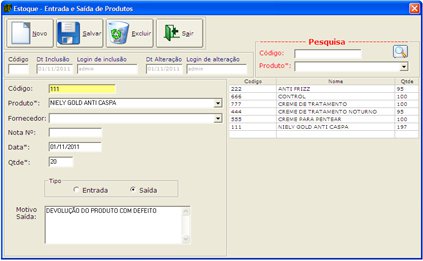 Estoque - Entrada e Saída de Produtos
Novo Salvar Excluir Sair
Código Dt Inclusão Login de inclusão Dt Alteração Login de alteração
01/11/2011 admin 01/11/2011 admin
Pesquisa
Código:
Produto*:
Código: 111
Produto*: NIELY GOLD ANTI CASPA
Fornecedor:
Nota Nº:
Data*: 01/11/2011
Qtde*: 20
Tipo
Entrada Saída
Motivo Saída: DEVOLUÇÃO DO PRODUTO COM DEFEITO
Codigo Nome Qtde
222 ANTI FRIZZ 95
666 CONTROL 100
777 CREME DE TRATAMENTO 100
444 CREME DE TRATAMENTO NOTURNO 95
555 CREME PARA PENTEAR 100
111 NIELY GOLD ANTI CASPA 197